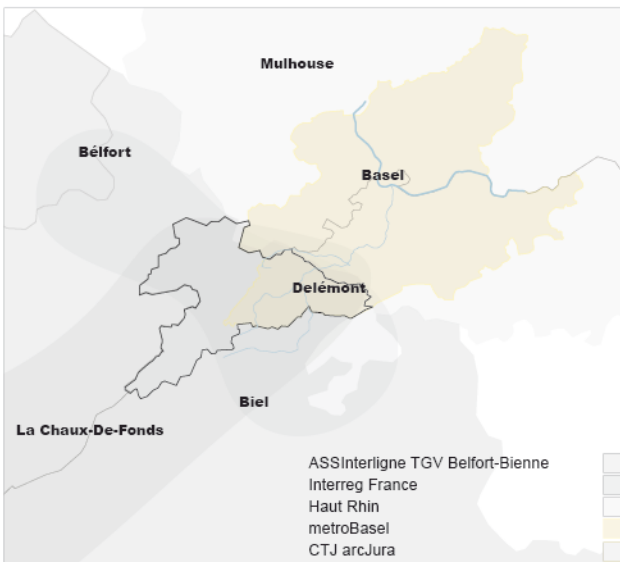 Mulhouse
Bélfort
Basel
Delémont
Biel
La Chaux-De-Fonds
ASSInterligne TGV Belfort-Bienne
Interreg France
Haut Rhin
metroBasel
CTJ arcJura